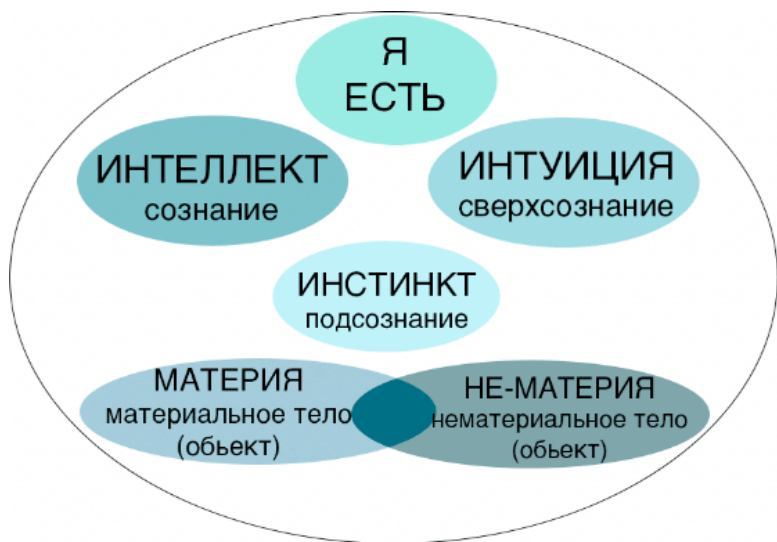 Я
ЕСТЬ
ИНТЕЛЛЕКТ
сознание
ИНТУИЦИЯ
сверхсознание
ИНСТИНКТ
подсознание
МАТЕРИЯ
материальное тело
(обьект)
НЕ-МАТЕРИЯ
нематериальное тело
(обьект)